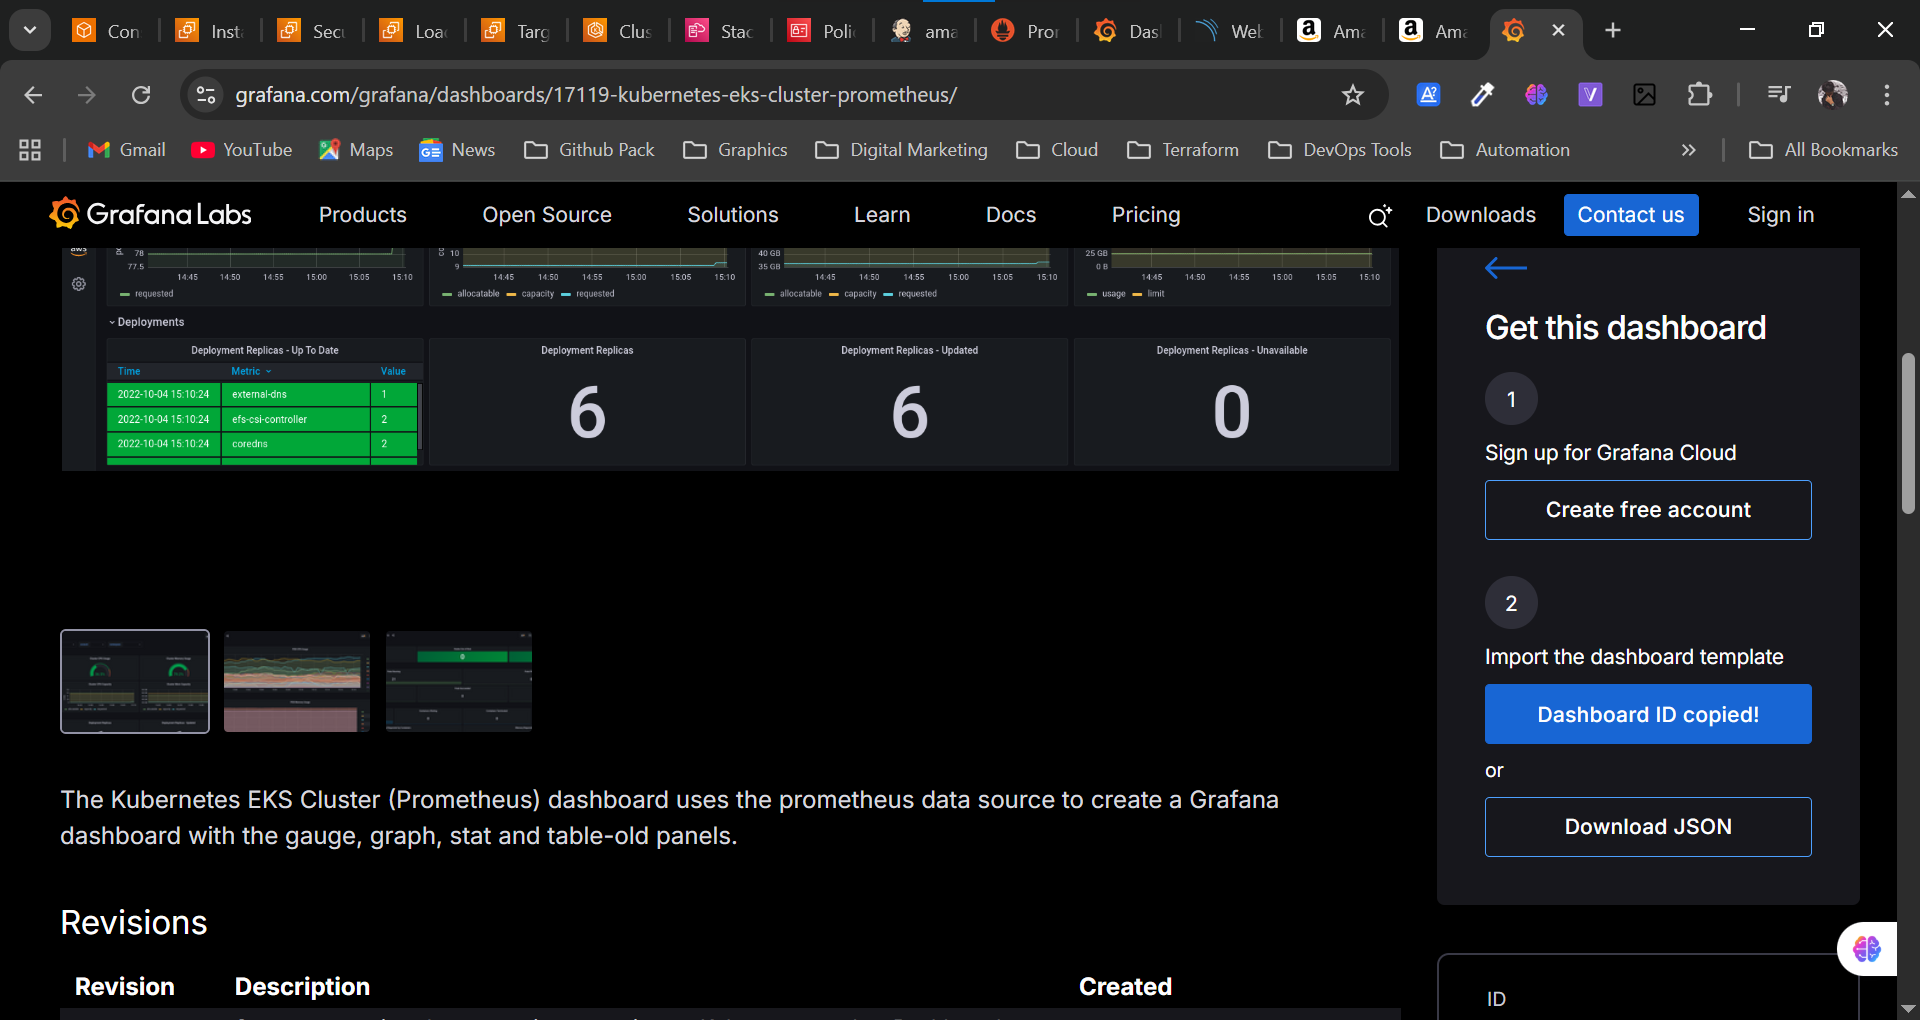 Con
Inst
Secu
Loa
Targ
Clus
Stac
Poli
ama
Pror
Das
Web
Ama
Ama
grafana.com/grafana/dashboards/17119-kubernetes-eks-cluster-prometheus/
Gmail
YouTube
Maps
News
Github Pack
Graphics
Digital Marketing
Cloud
Terraform
DevOps Tools
Automation
All Bookmarks
Grafana Labs
Products
Open Source
Solutions
Learn
Docs
Pricing
Downloads
Contact us
Sign in
aws
78
77.5
14:45 14:50 14:55 15:00 15:05 15:10
requested
10
9
14:45 14:50 14:55 15:00 15:05 15:10
allocatable capacity requested
40 GB
35 GB
14:45 14:50 14:55 15:00 15:05 15:10
allocatable capacity requested
25 GB
0 B
14:45 14:50 14:55 15:00 15:05 15:10
usage limit
Deployments
Deployment Replicas - Up To Date
Time Metric Value
2022-10-04 15:10:24 external-dns 1
2022-10-04 15:10:24 efs-csi-controller 2
2022-10-04 15:10:24 coredns 2
Deployment Replicas
6
Deployment Replicas - Updated
6
Deployment Replicas - Unavailable
0
The Kubernetes EKS Cluster (Prometheus) dashboard uses the prometheus data source to create a Grafana
dashboard with the gauge, graph, stat and table-old panels.
Revisions
Revision Description Created
Get this dashboard
1
Sign up for Grafana Cloud
Create free account
2
Import the dashboard template
Dashboard ID copied!
or
Download JSON
ID